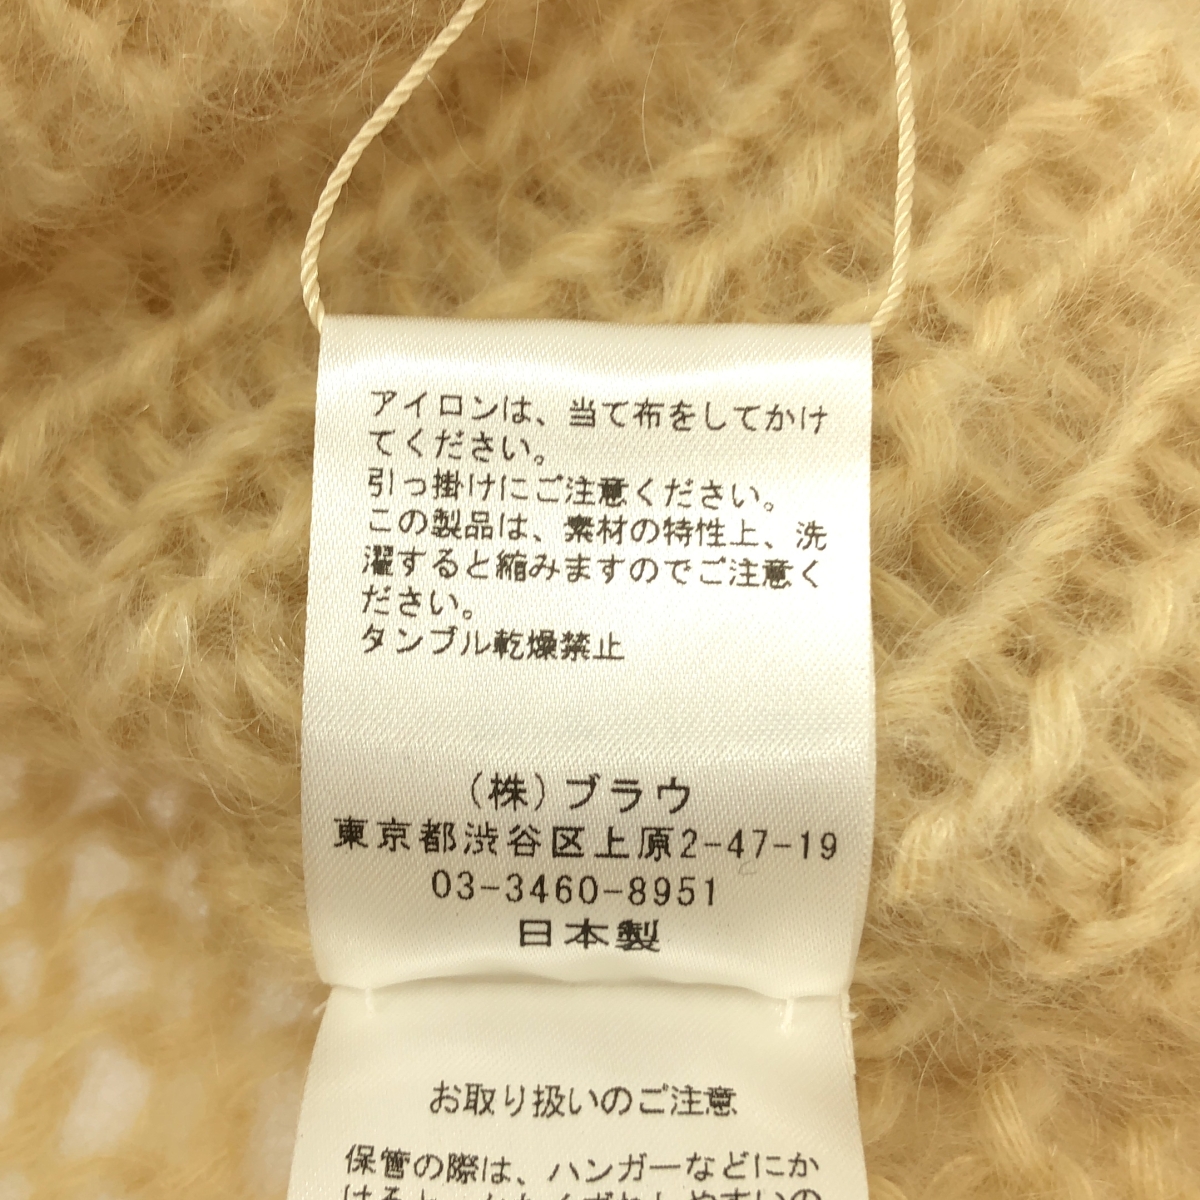 アイロンは、当て布をしてかけ
てください。
引っ掛けにご注意ください。
この製品は、素材の特性上、洗
濯すると縮みますのでご注意く
ださい。
タンブル乾燥禁止
(株)ブラウ
東京都渋谷区上原2-47-19
03-3460-8951
日本製
お取り扱いのご注意
保管の際は、ハンガーなどにか